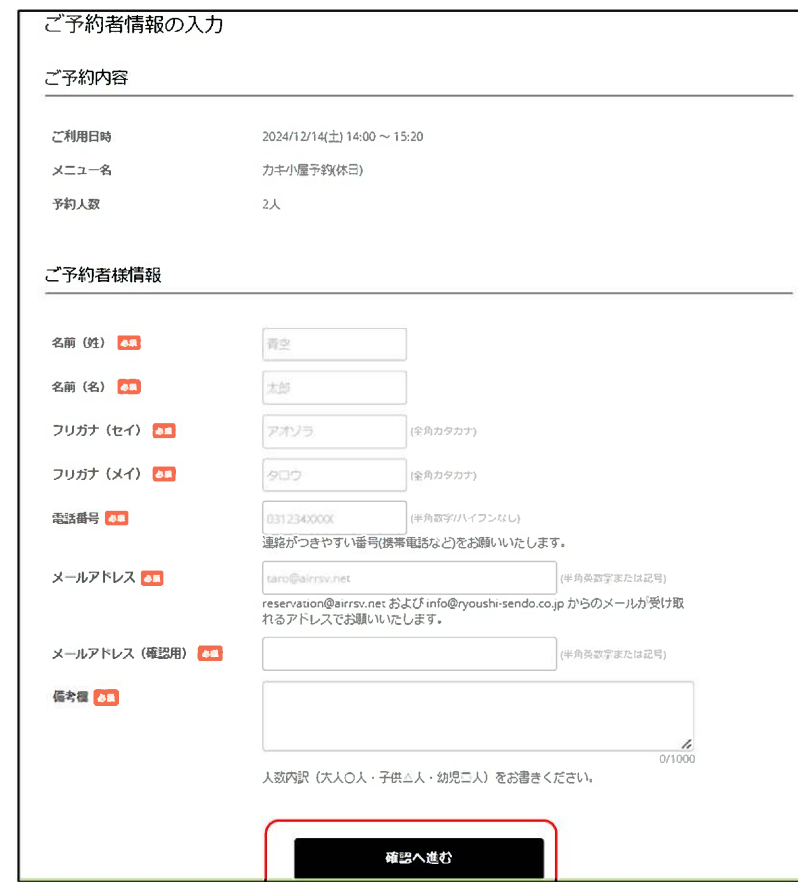 ご予約者情報の入力
ご予約内容
ご利用日時 2024/12/14(土) 14:00 ～ 15:20
メニュー名 カキ小屋予約(休日)
予約人数 2人
ご予約者様情報
名前（姓） 必須 青空
名前（名） 必須 太郎
フリガナ（セイ） 必須 アオゾラ (全角カタカナ)
フリガナ（メイ） 必須 タロウ (全角カタカナ)
電話番号 必須 031234XXXX (半角数字/ハイフンなし)
連絡がつきやすい番号(携帯電話など)をお願いいたします。
メールアドレス 必須 taro@airrsv.net (半角英数字または記号)
reservation@airrsv.net および info@ryoushi-sendo.co.jp からのメールが受け取
れるアドレスでお願いいたします。
メールアドレス（確認用） 必須 (半角英数字または記号)
備考欄 必須
0/1000
人数内訳（大人〇人・子供△人・幼児□人）をお書きください。
確認へ進む